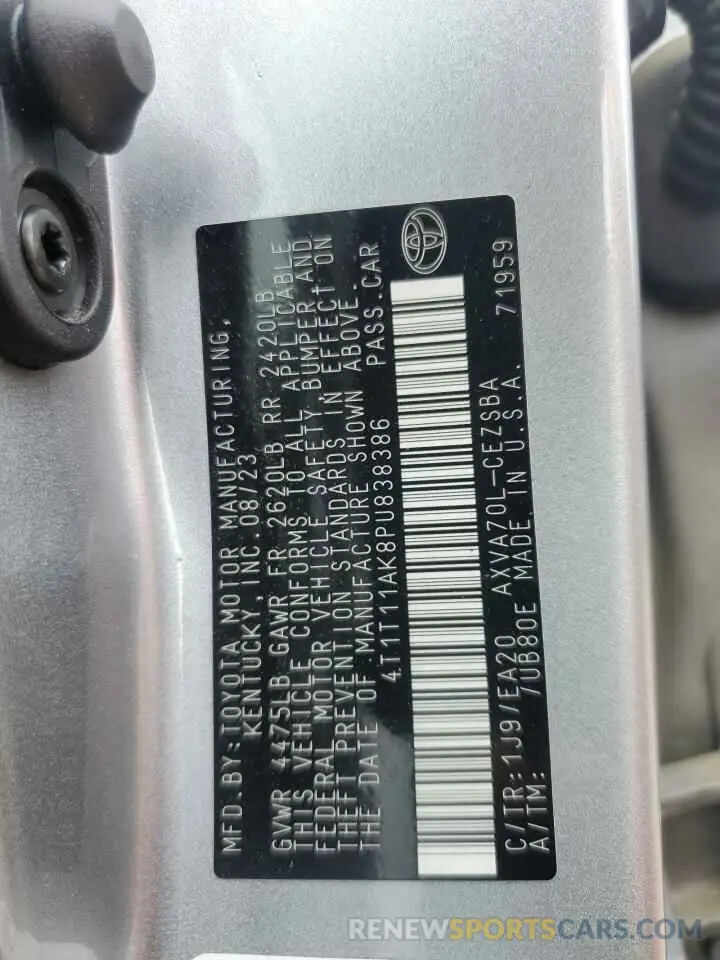 MFD. BY: TOYOTA MOTOR MANUFACTURING,
KENTUCKY, INC. 08/23
GVWR 4475LB GAWR FR 2620LB RR 2420LB
THIS VEHICLE CONFORMS TO ALL APPLICABLE
FEDERAL MOTOR VEHICLE SAFETY, BUMPER, AND
THEFT PREVENTION STANDARDS IN EFFECT ON
THE DATE OF MANUFACTURE SHOWN ABOVE.
4T1T11AK8PU838386 PASS. CAR
C/TR: 1J9/EA20 AXVA70L-CEZSBA 71959
A/TM: /UB80E MADE IN U.S.A.
RENEWSPORTSCARS.COM